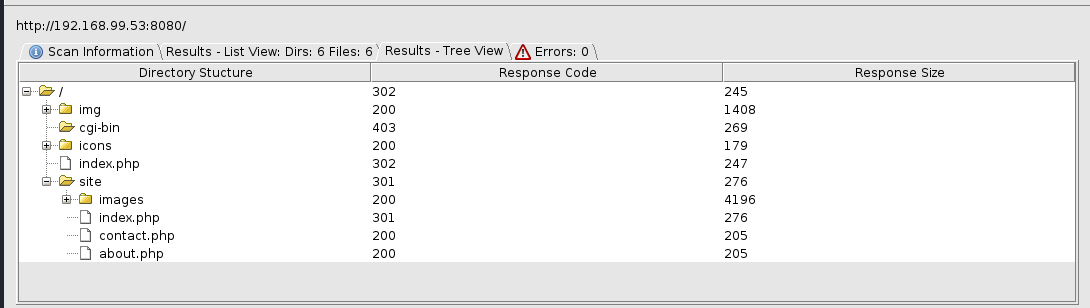 http://192.168.99.53:8080/
Scan Information Results - List View: Dirs: 6 Files: 6 Results - Tree View Errors: 0
Directory Stucture Response Code Response Size
/ 302 245
img 200 1408
cgi-bin 403 269
icons 200 179
index.php 302 247
site 301 276
images 200 4196
index.php 301 276
contact.php 200 205
about.php 200 205